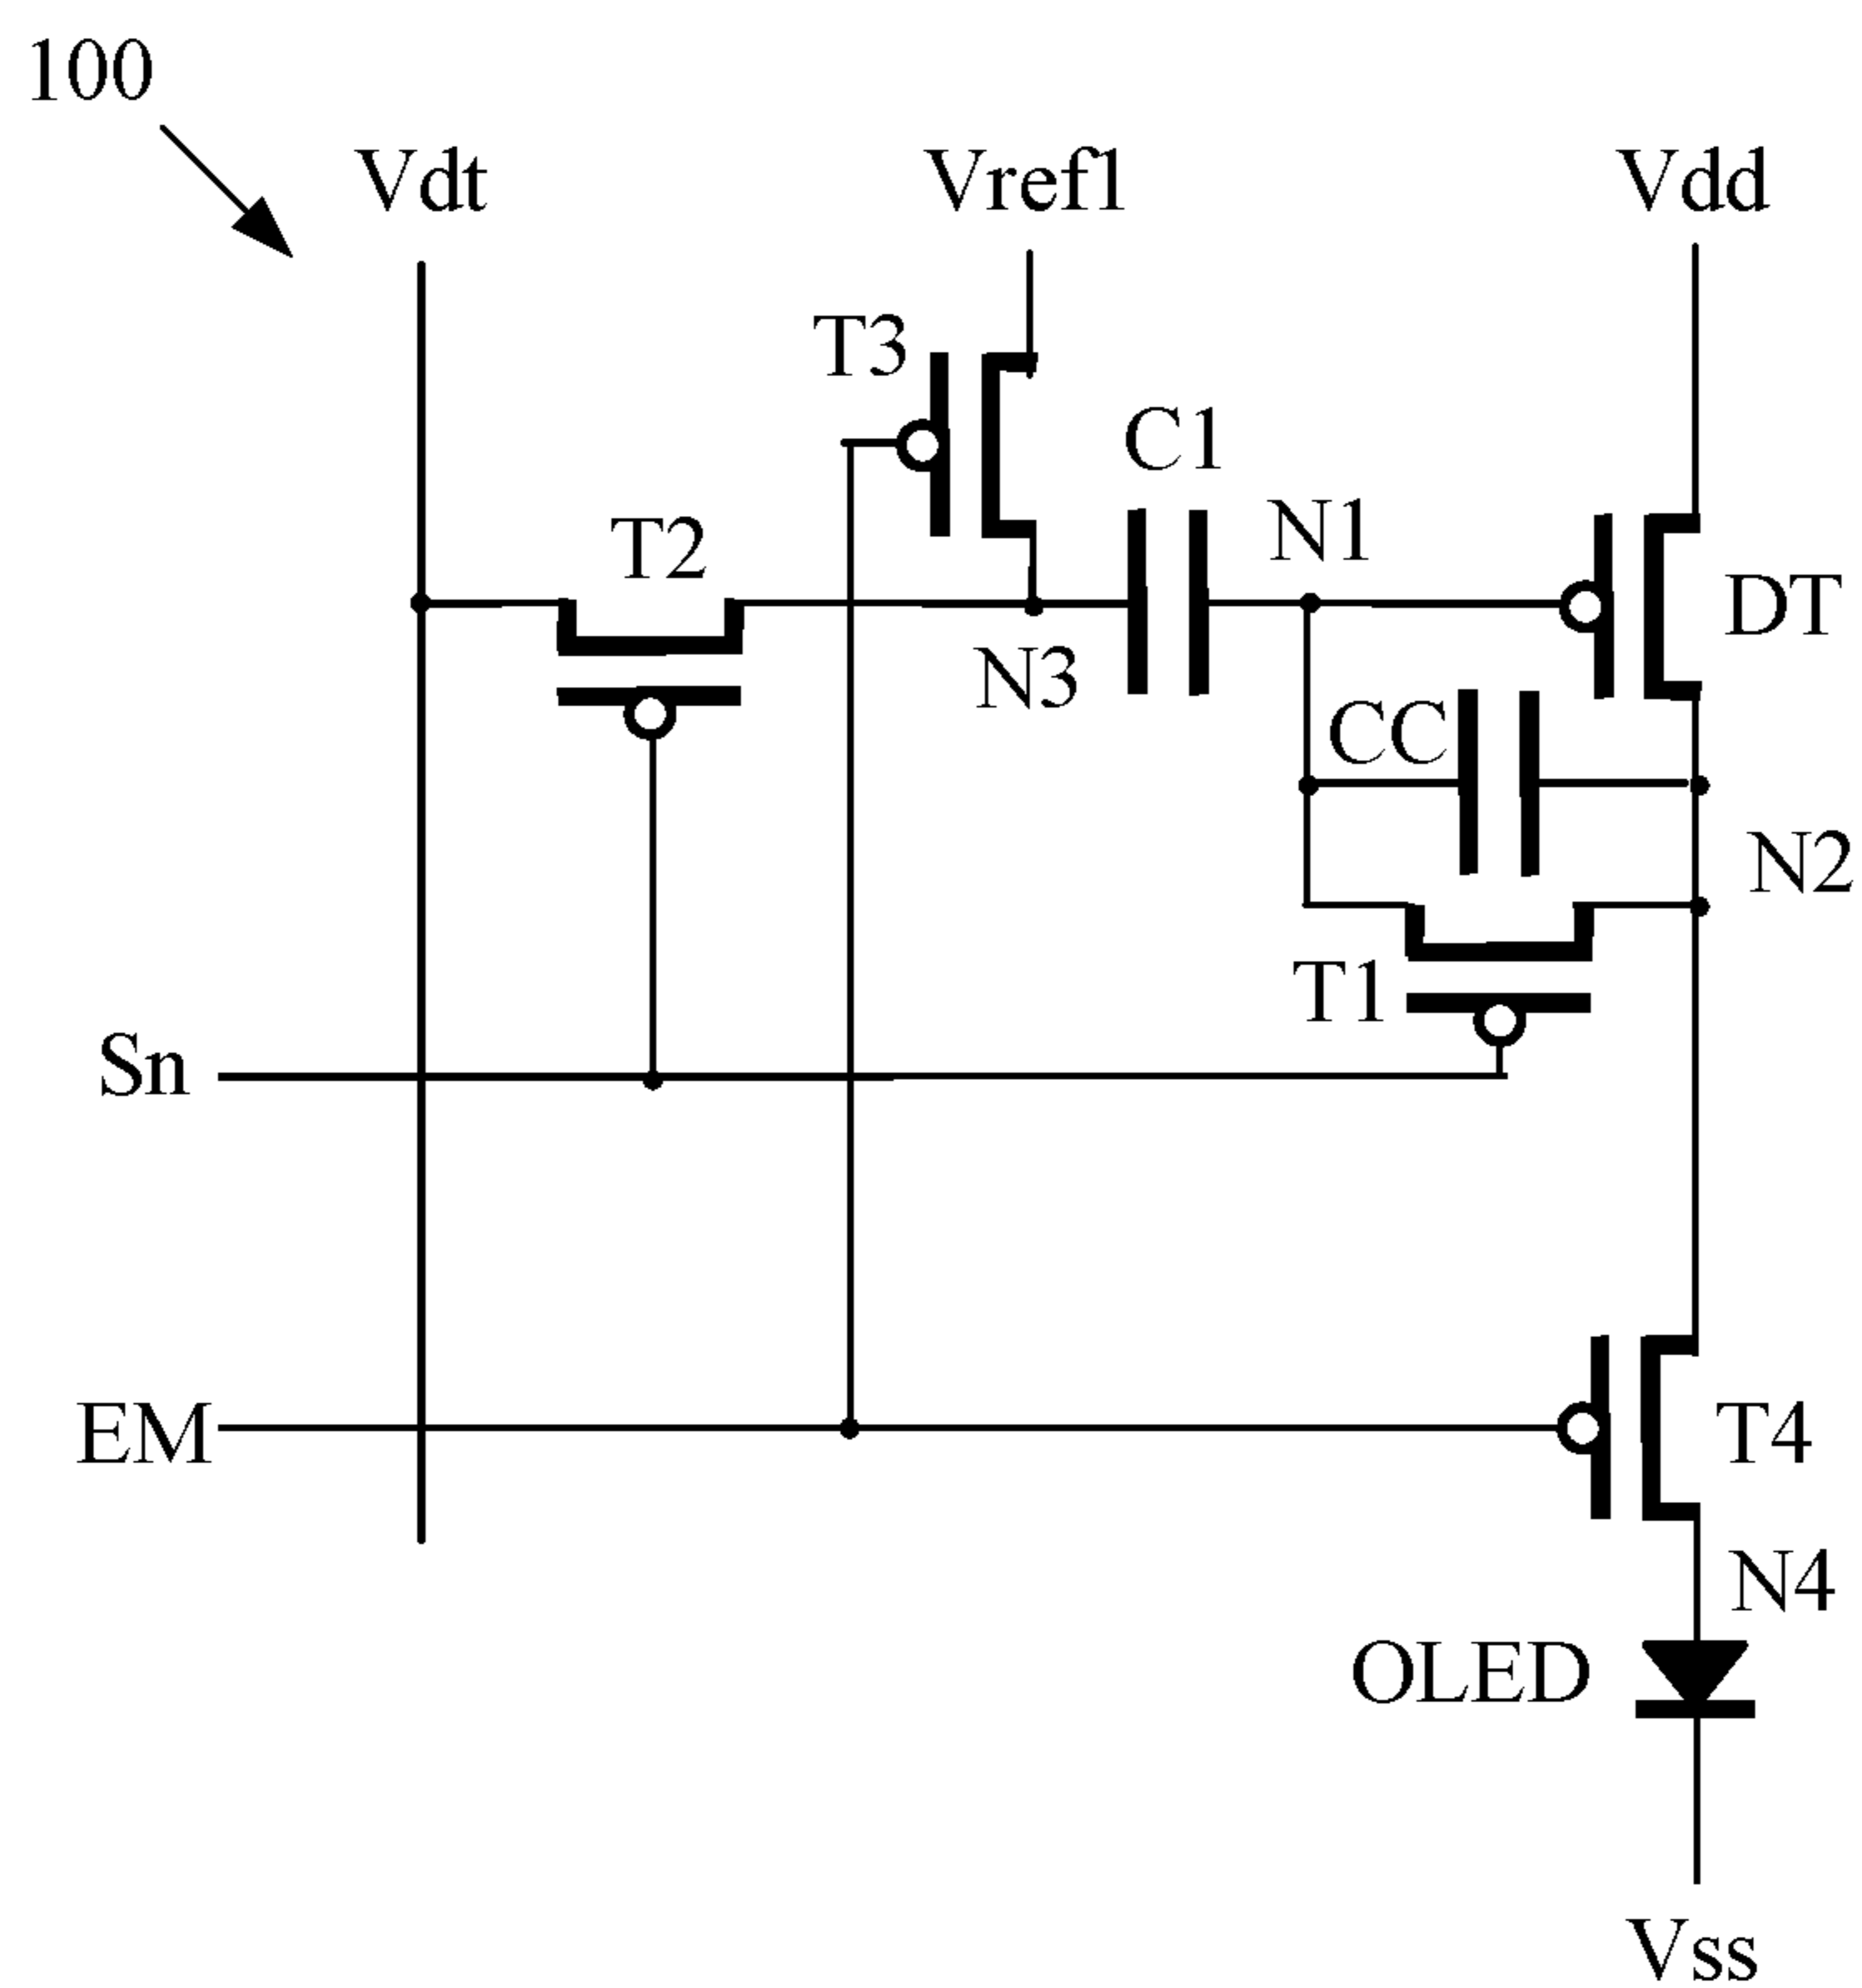 100
Vdt
Vref1
Vdd
T3
C1
N1
T2
DT
N3
CC
N2
T1
Sn
EM
T4
N4
OLED
Vss